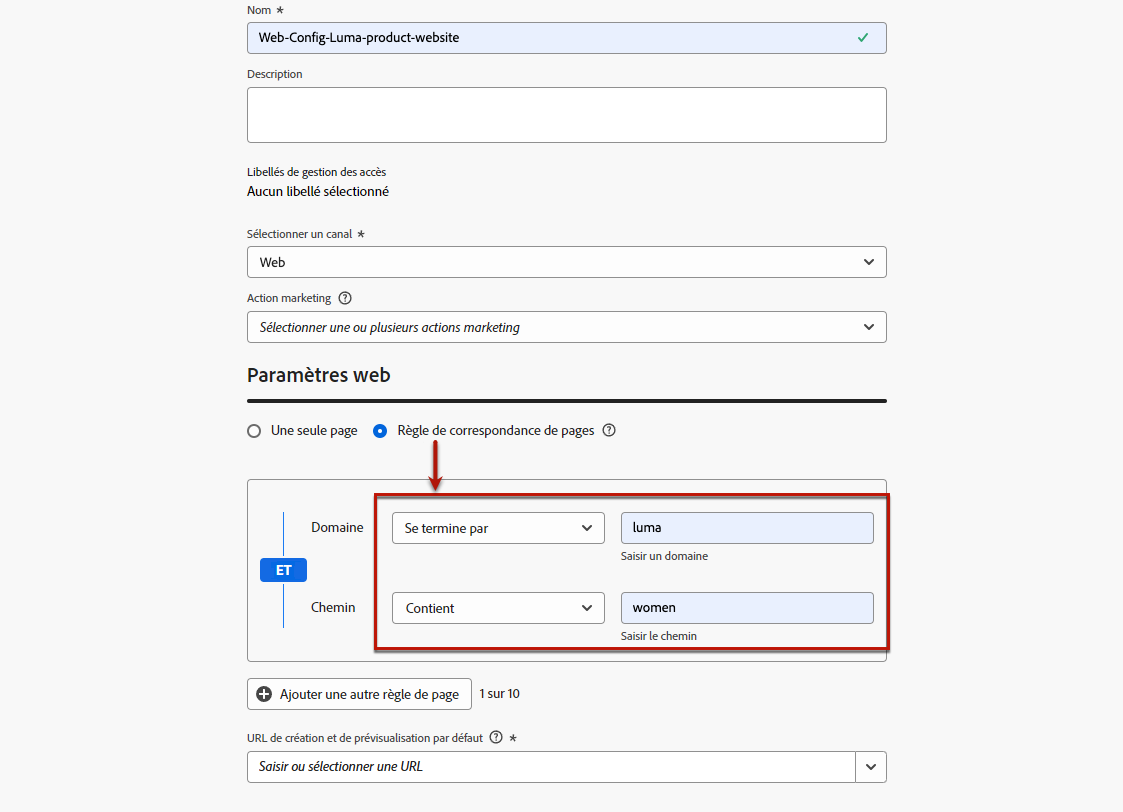 Nom *
Web-Config-Luma-product-website
Description
Libellés de gestion des accès
Aucun libellé sélectionné
Sélectionner un canal *
Web
Action marketing
Sélectionner une ou plusieurs actions marketing
Paramètres web
Une seule page Règle de correspondance de pages
Domaine Se termine par luma
Saisir un domaine
ET
Chemin Contient women
Saisir le chemin
Ajouter une autre règle de page 1 sur 10
URL de création et de prévisualisation par défaut *
Saisir ou sélectionner une URL